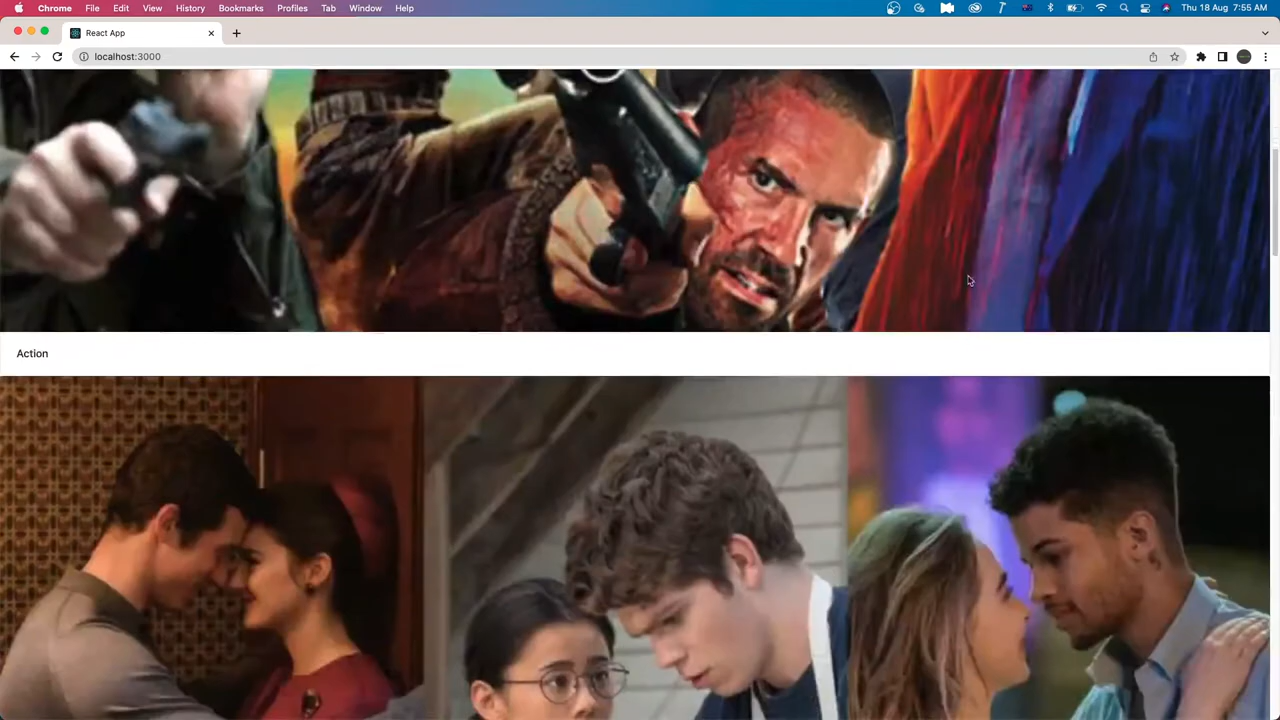 Chrome File Edit View History Bookmarks Profiles Tab Window Help Thu 18 Aug 7:55 AM
React App
localhost:3000
Action